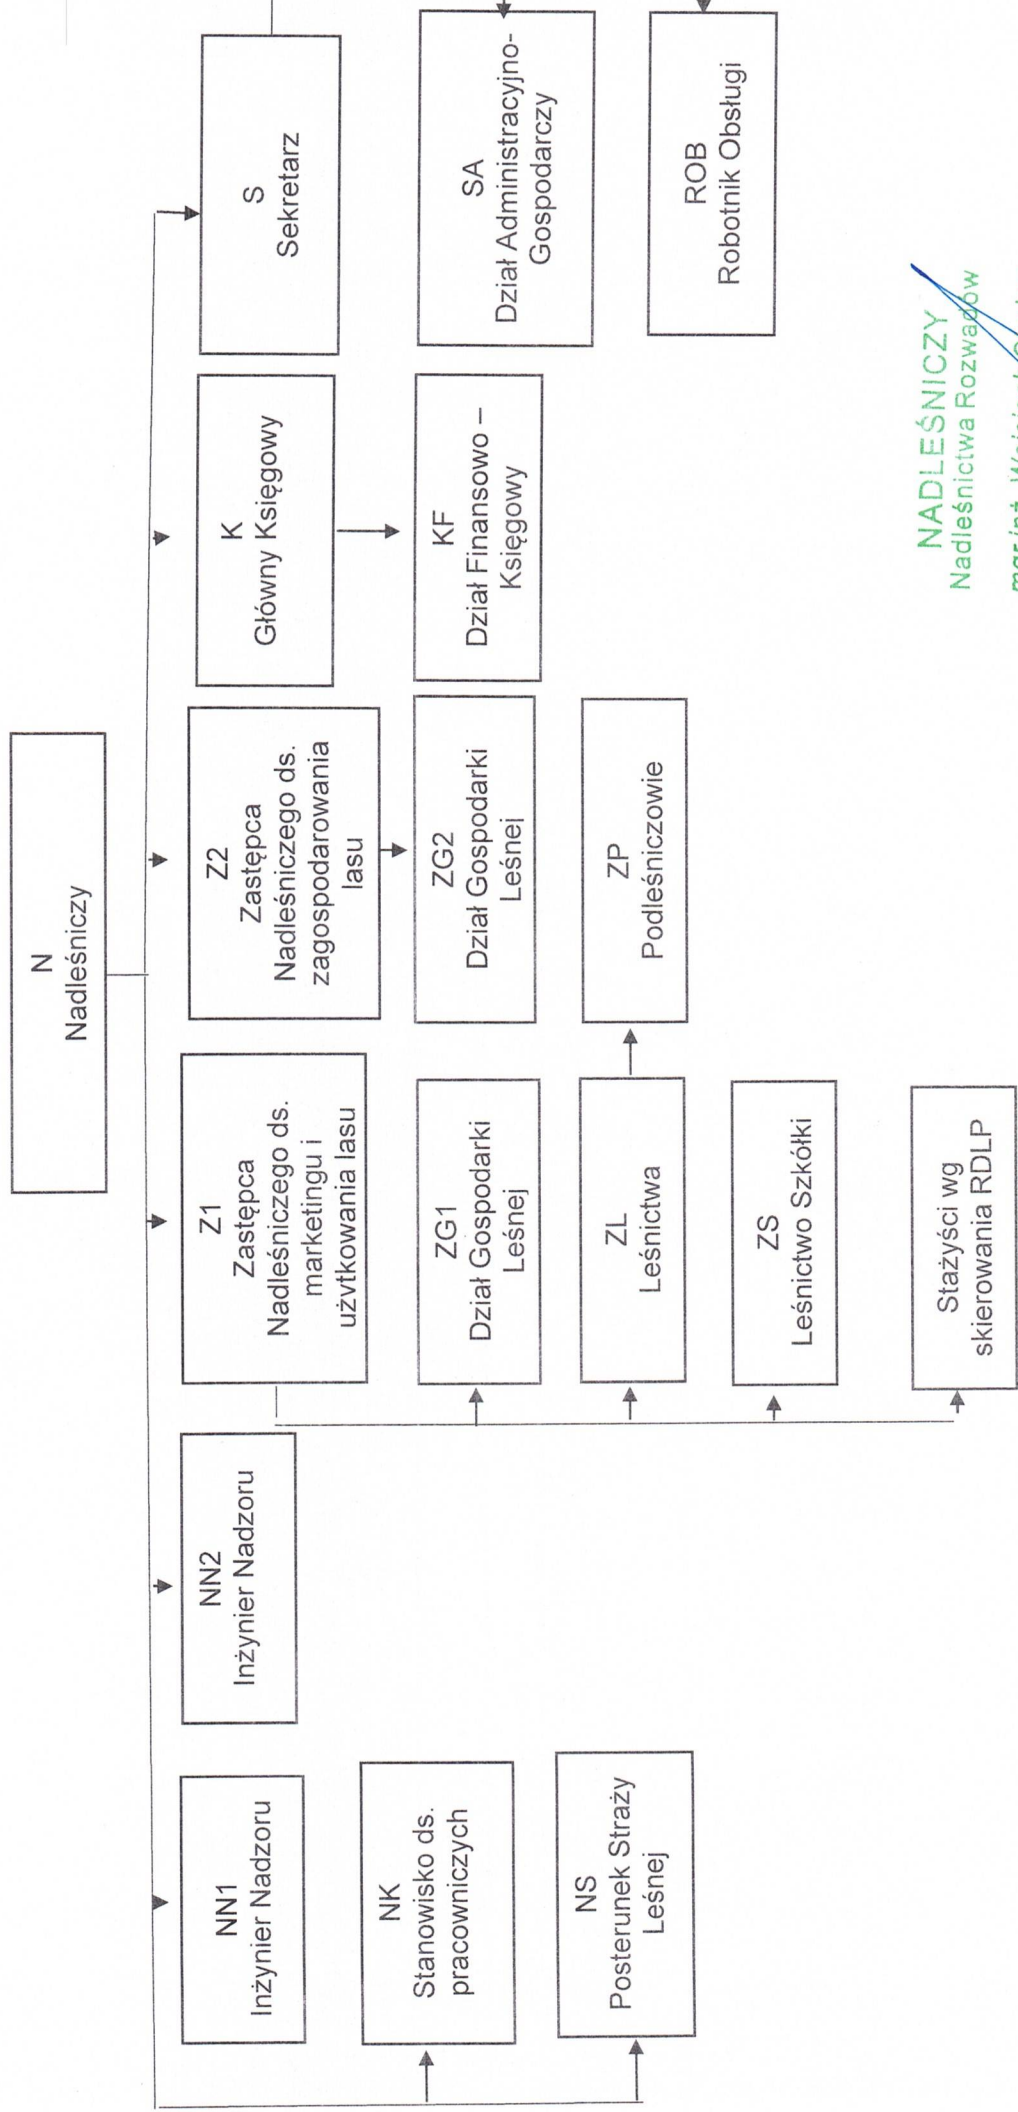 N
Nadleśniczy
NN1
Inżynier Nadzoru
NN2
Inżynier Nadzoru
Z1
Zastępca
Nadleśniczego ds.
marketingu i
użytkowania lasu
Z2
Zastępca
Nadleśniczego ds.
zagospodarowania
lasu
K
Główny Księgowy
S
Sekretarz
NK
Stanowisko ds.
pracowniczych
NS
Posterunek Straży
Leśnej
ZG1
Dział Gospodarki
Leśnej
ZL
Leśnictwa
ZS
Leśnictwo Szkółki
Stażyści wg
skierowania RDLP
ZG2
Dział Gospodarki
Leśnej
ZP
Podleśniczowie
KF
Dział Finansowo –
Księgowy
SA
Dział Administracyjno-
Gospodarczy
ROB
Robotnik Obsługi
NADLEŚNICZY
Nadleśnictwa Rozwadów
mgr inż.